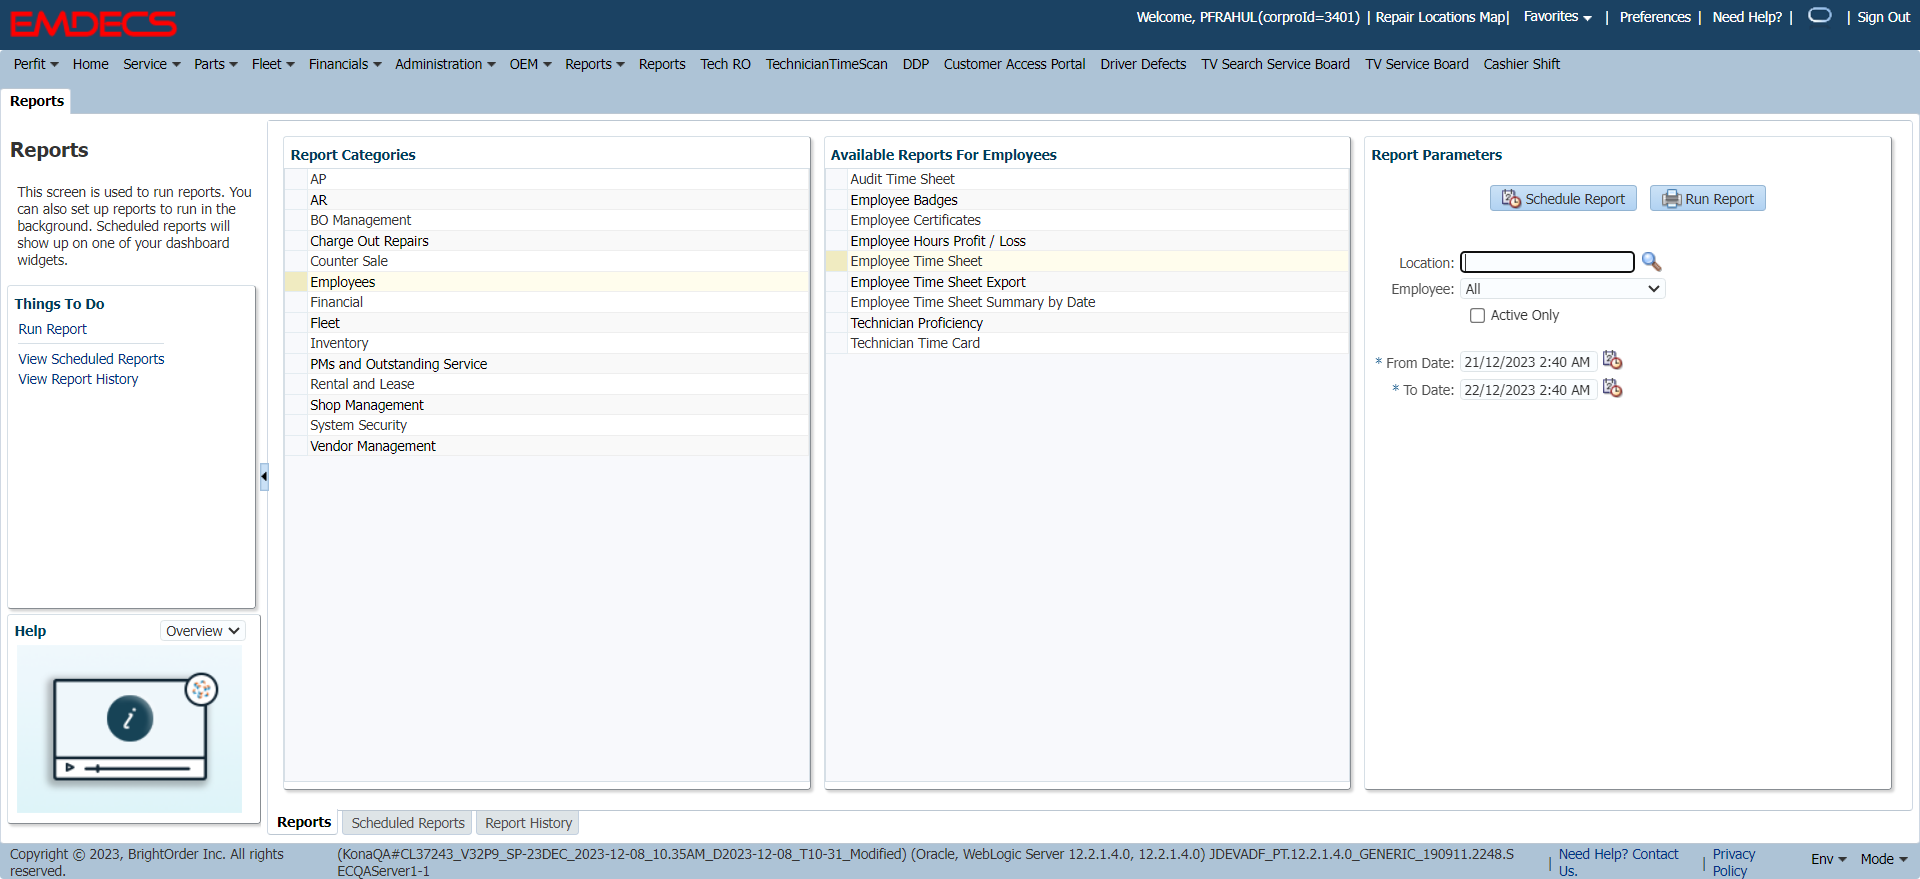 EMDECS
Welcome, PFRAHUL(corproId=3401) | Repair Locations Map| Favorites | Preferences | Need Help? | | Sign Out
Perfit Home Service Parts Fleet Financials Administration OEM Reports Reports Tech RO TechnicianTimeScan DDP Customer Access Portal Driver Defects TV Search Service Board TV Service Board Cashier Shift
Reports
Reports
This screen is used to run reports. You
can also set up reports to run in the
background. Scheduled reports will
show up on one of your dashboard
widgets.
Things To Do
Run Report
View Scheduled Reports
View Report History
Help
Overview
i
Report Categories
AP
AR
BO Management
Charge Out Repairs
Counter Sale
Employees
Financial
Fleet
Inventory
PMs and Outstanding Service
Rental and Lease
Shop Management
System Security
Vendor Management
Available Reports For Employees
Audit Time Sheet
Employee Badges
Employee Certificates
Employee Hours Profit / Loss
Employee Time Sheet
Employee Time Sheet Export
Employee Time Sheet Summary by Date
Technician Proficiency
Technician Time Card
Report Parameters
Schedule Report Run Report
Location:
Employee: All
Active Only
* From Date: 21/12/2023 2:40 AM
* To Date: 22/12/2023 2:40 AM
Reports Scheduled Reports Report History
Copyright © 2023, BrightOrder Inc. All rights
reserved.
(KonaQA#CL37243_V32P9_SP-23DEC_2023-12-08_10.35AM_D2023-12-08_T10-31_Modified) (Oracle, WebLogic Server 12.2.1.4.0, 12.2.1.4.0) JDEVADF_PT.12.2.1.4.0_GENERIC_190911.2248.S
ECQAServer1-1
| Need Help? Contact
Us.
| Privacy
Policy
Env Mode